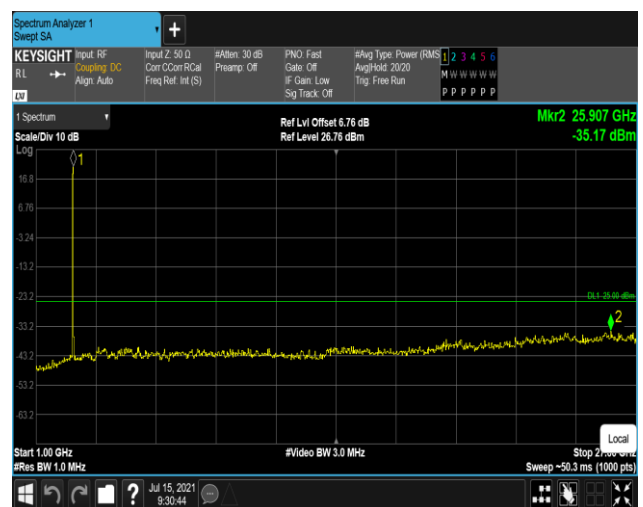 Spectrum Analyzer 1
Swept SA
+
KEYSIGHT Input: RF Input Z: 50 Ω #Atten: 30 dB PNO: Fast #Avg Type: Power (RMS 1 2 3 4 5 6
RL Coupling: DC Corr CCorr RCal Preamp: Off Gate: Off Avg|Hold: 20/20 M W W W W W
Align: Auto Freq Ref: Int (S) IF Gain: Low Trig: Free Run
LXI Sig Track: Off P P P P P P
1 Spectrum Ref Lvl Offset 6.76 dB Mkr2 25.907 GHz
Scale/Div 10 dB Ref Level 26.76 dBm -35.17 dBm
Log
1
16.8
6.76
-3.24
-13.2
-23.2 DL1 -25.00 dBm
2
-33.2
-43.2
-53.2
-63.2
Local
Start 1.00 GHz #Video BW 3.0 MHz Stop 27.00 GHz
#Res BW 1.0 MHz Sweep ~50.3 ms (1000 pts)
? Jul 15, 2021
9:30:44